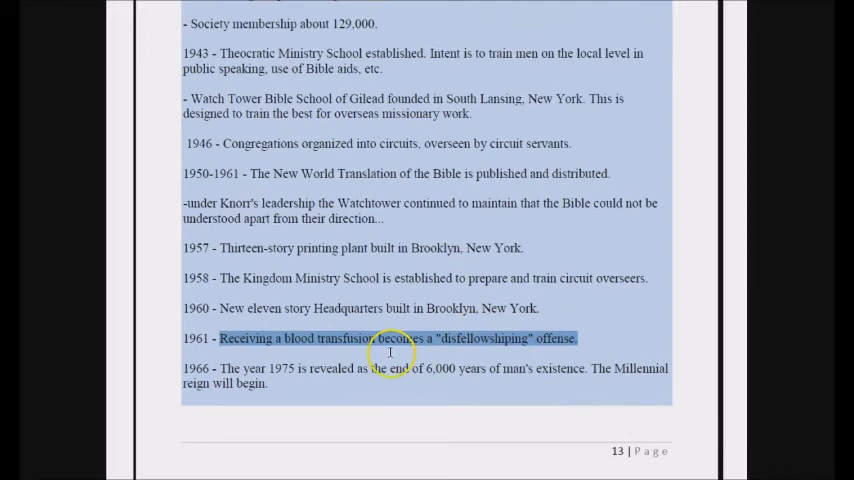 - Society membership about 129,000.
1943 - Theocratic Ministry School established. Intent is to train men on the local level in
public speaking, use of Bible aids, etc.
- Watch Tower Bible School of Gilead founded in South Lansing, New York. This is
designed to train the best for overseas missionary work.
1946 - Congregations organized into circuits, overseen by circuit servants.
1950-1961 - The New World Translation of the Bible is published and distributed.
-under Knorr's leadership the Watchtower continued to maintain that the Bible could not be
understood apart from their direction...
1957 - Thirteen-story printing plant built in Brooklyn, New York.
1958 - The Kingdom Ministry School is established to prepare and train circuit overseers.
1960 - New eleven story Headquarters built in Brooklyn, New York.
1961 - Receiving a blood transfusion becomes a "disfellowshiping" offense.
1966 - The year 1975 is revealed as the end of 6,000 years of man's existence. The Millennial
reign will begin.
13 | Page